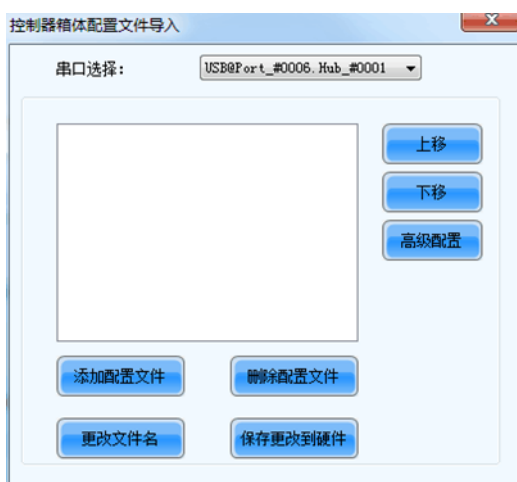 控制器箱体配置文件导入
串口选择: USB@Port_#0006.Hub_#0001
上移
下移
高级配置
添加配置文件 删除配置文件
更改文件名 保存更改到硬件